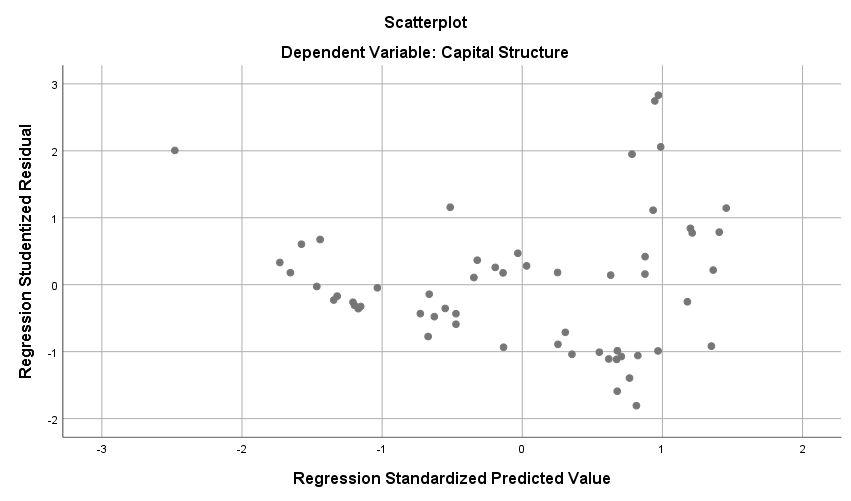 Scatterplot
Dependent Variable: Capital Structure
Regression Studentized Residual
3
2
1
0
-1
-2
-3 -2 -1 0 1 2
Regression Standardized Predicted Value